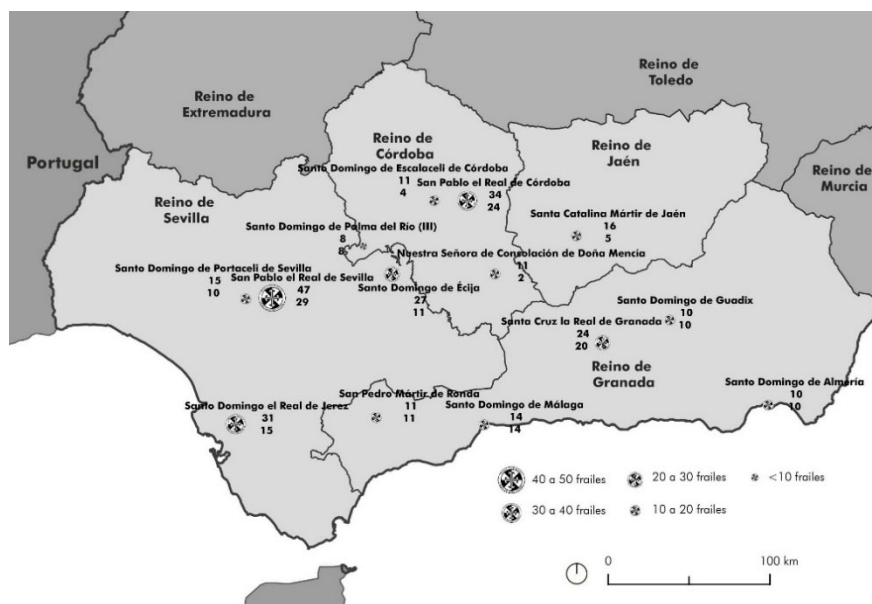 Reino de
Toledo
Reino de
Extremadura
Portugal
Reino de
Córdoba
Reino de
Jaén
Reino de
Murcia
Santo Domingo de Escalaceli de Córdoba
11
4
San Pablo el Real de Córdoba
34
24
Reino de
Sevilla
Santa Catalina Mártir de Jaén
16
5
Santo Domingo de Palma del Río (III)
8
8
Nuestra Señora de Consolación de Doña Mencía
11
2
Santo Domingo de Portaceli de Sevilla
15
10
San Pablo el Real de Sevilla
47
29
Santo Domingo de Écija
27
11
Santo Domingo de Guadix
10
10
Santa Cruz la Real de Granada
24
20
Reino de
Granada
Santo Domingo de Almería
10
10
San Pedro Mártir de Ronda
11
11
Santo Domingo el Real de Jerez
31
15
Santo Domingo de Málaga
14
14
40 a 50 frailes
20 a 30 frailes
<10 frailes
30 a 40 frailes
10 a 20 frailes
0
100 km